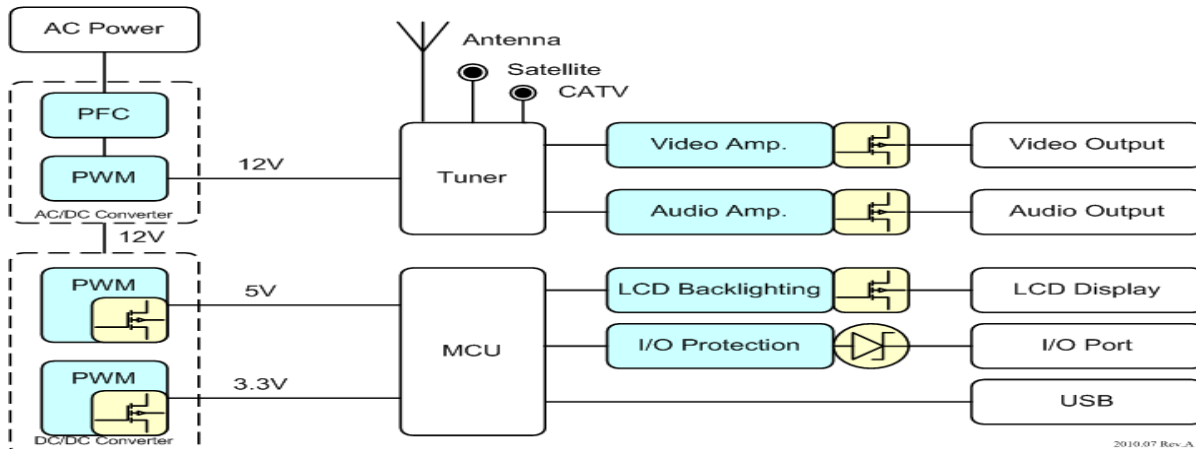 AC Power
Antenna
Satellite
CATV
PFC
PWM
AC/DC Converter
12V
12V
Tuner
Video Amp.
Video Output
Audio Amp.
Audio Output
PWM
5V
PWM
3.3V
DC/DC Converter
MCU
LCD Backlighting
LCD Display
I/O Protection
I/O Port
USB
2010.07 Rev.A